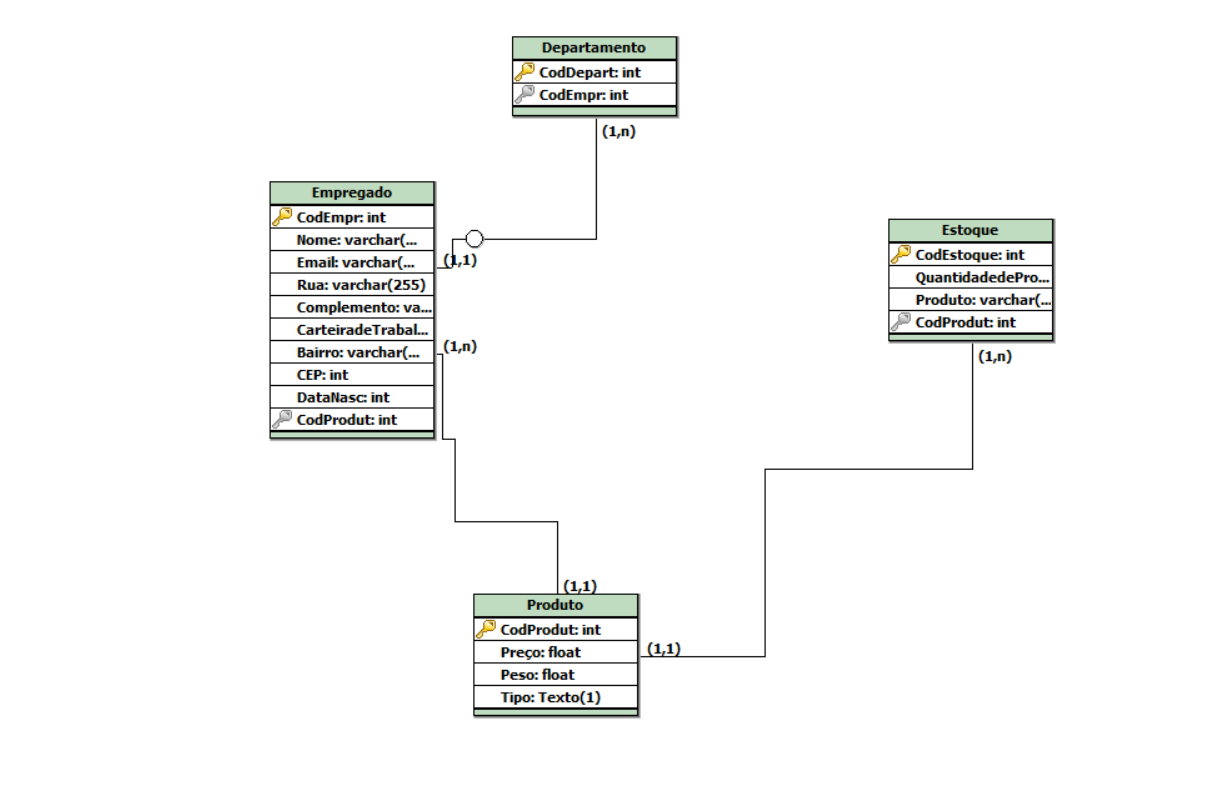 Departamento
CodDepart: int
CodEmpr: int
(1,n)
Empregado
CodEmpr: int
Nome: varchar(...
Email: varchar(...
Rua: varchar(255)
Complemento: va...
CarteiradeTrabal...
Bairro: varchar(...
CEP: int
DataNasc: int
CodProdut: int
(1,1)
(1,n)
Estoque
CodEstoque: int
QuantidadedePro...
Produto: varchar(...
CodProdut: int
(1,n)
(1,1)
Produto
CodProdut: int
Preço: float
Peso: float
Tipo: Texto(1)
(1,1)